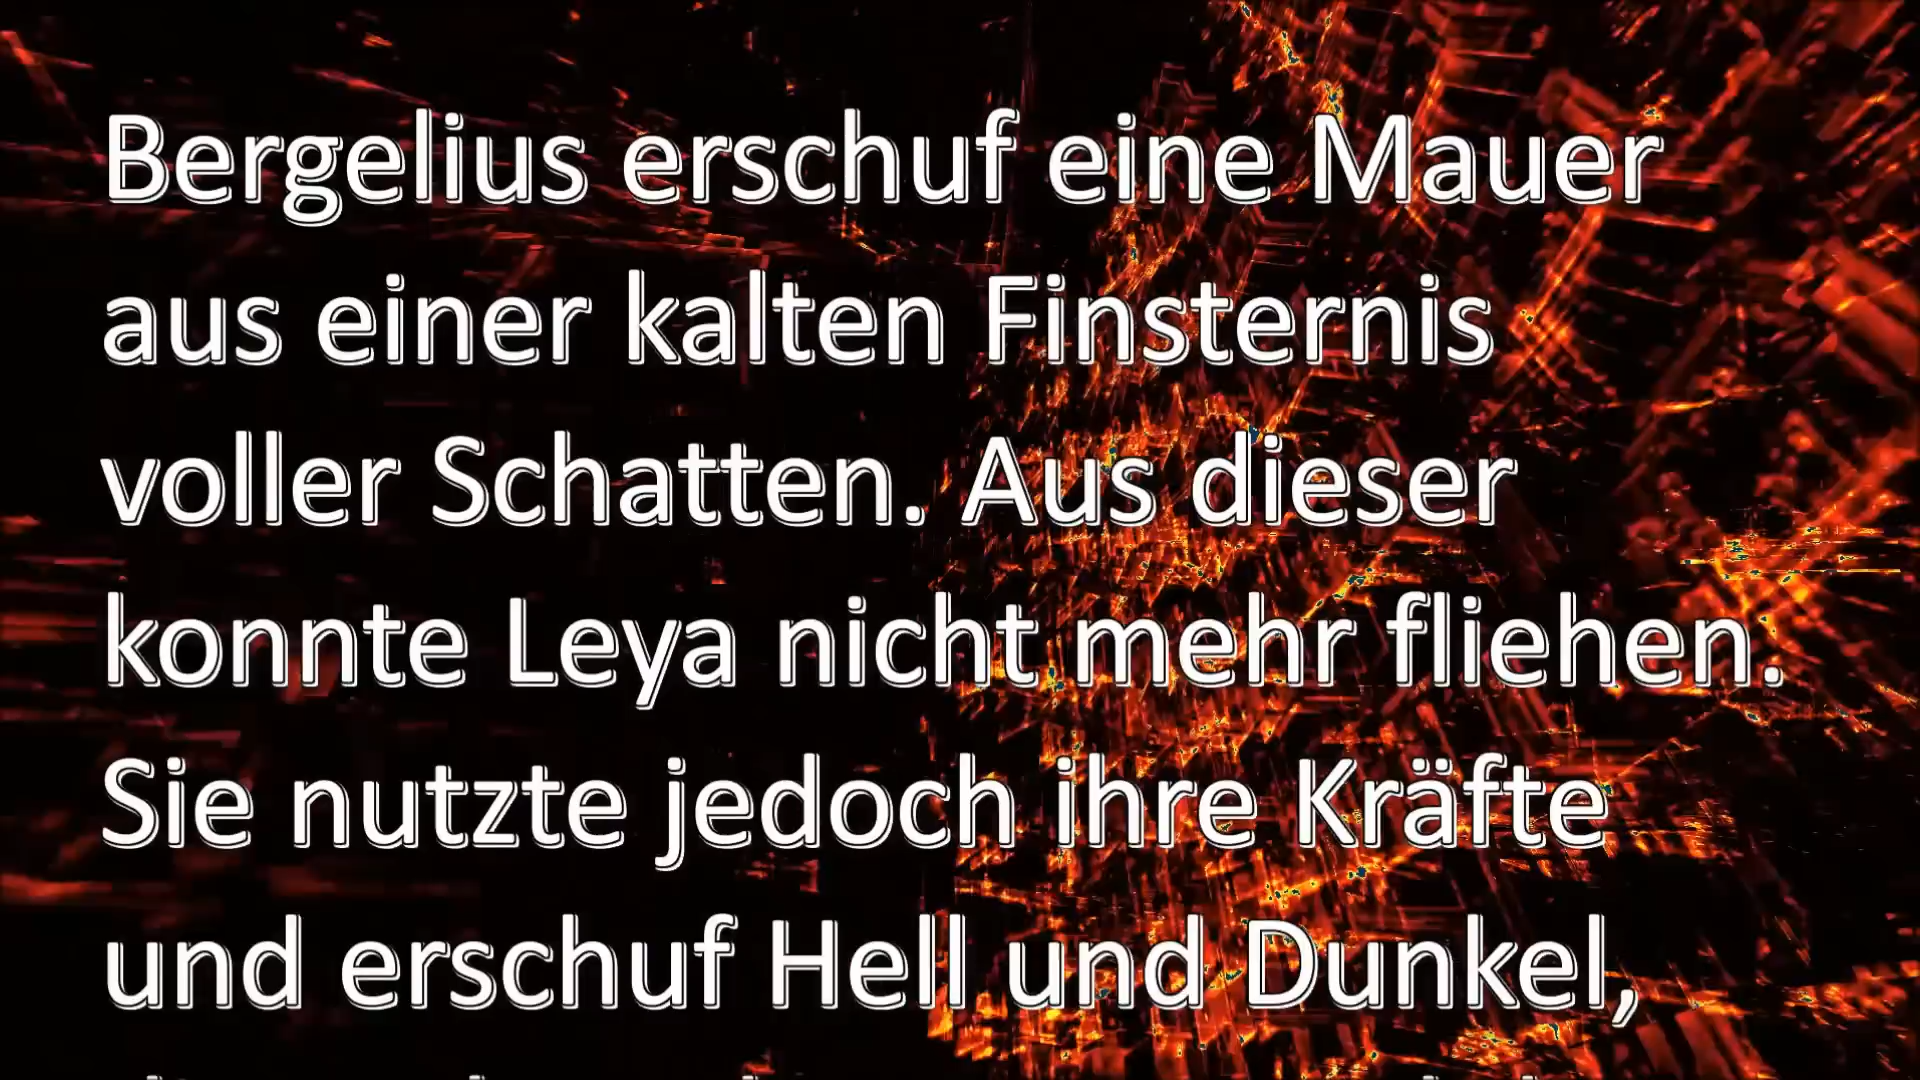 Bergelius erschuf eine Mauer
aus einer kalten Finsternis
voller Schatten. Aus dieser
konnte Leya nicht mehr fliehen.
Sie nutzte jedoch ihre Kräfte
und erschuf Hell und Dunkel,